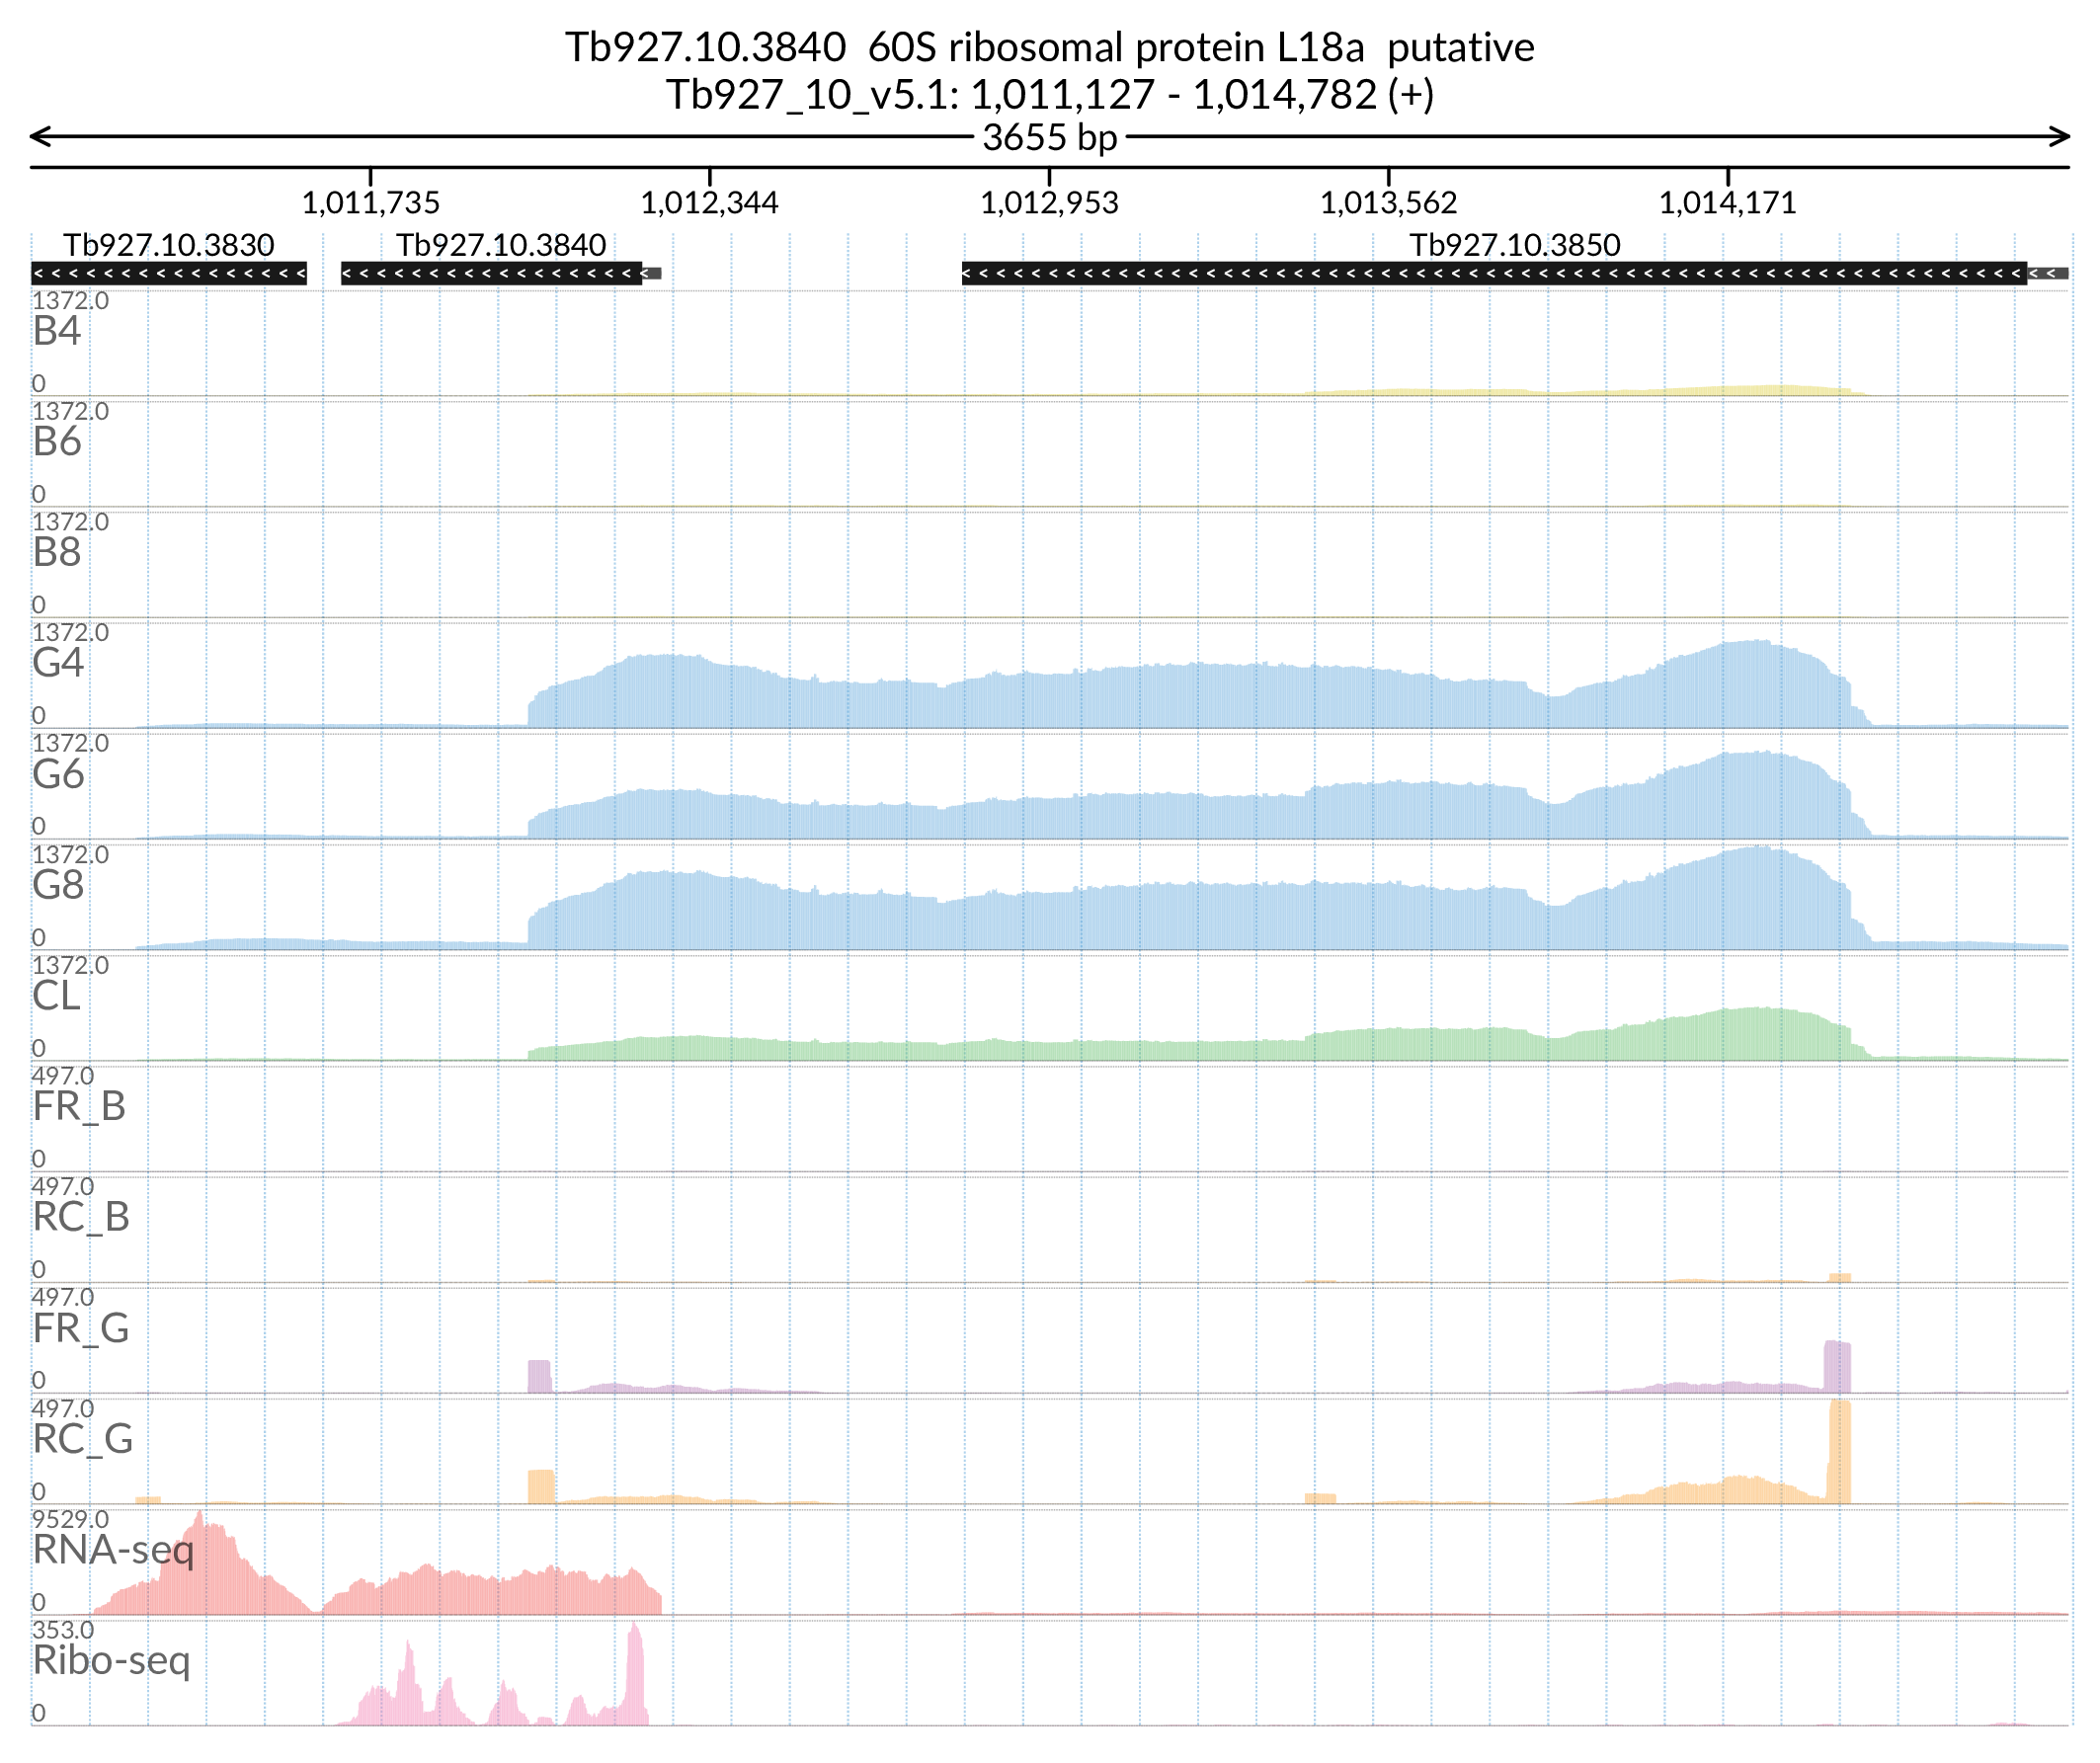 Tb927.10.3840  60S ribosomal protein L18a  putative
Tb927_10_v5.1: 1,011,127 - 1,014,782 (+)
3655 bp
1,011,735 1,012,344 1,012,953 1,013,562 1,014,171
Tb927.10.3830 Tb927.10.3840 Tb927.10.3850
1372.0
B4
0
1372.0
B6
0
1372.0
B8
0
1372.0
G4
0
1372.0
G6
0
1372.0
G8
0
1372.0
CL
0
497.0
FR_B
0
497.0
RC_B
0
497.0
FR_G
0
497.0
RC_G
0
9529.0
RNA-seq
0
353.0
Ribo-seq
0